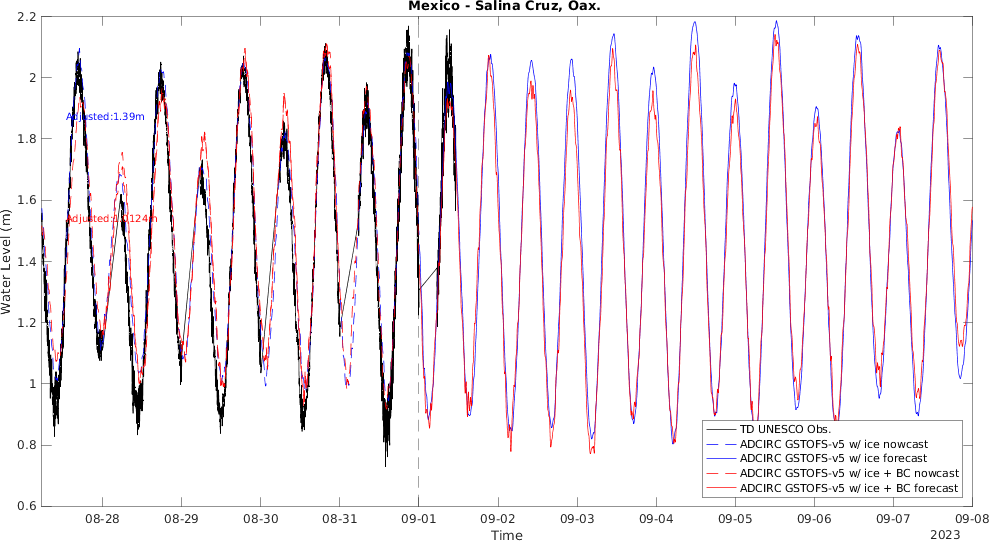 Mexico - Salina Cruz, Oax.
2.2
2
1.8
1.6
1.4
1.2
1
0.8
0.6
Water Level (m)
Adjusted:1.39m
TD UNESCO Obs.
ADCIRC GSTOFS-v5 w/ ice nowcast
ADCIRC GSTOFS-v5 w/ ice forecast
ADCIRC GSTOFS-v5 w/ ice + BC nowcast
ADCIRC GSTOFS-v5 w/ ice + BC forecast
08-28
08-29
08-30
08-31
09-01
09-02
09-03
09-04
09-05
09-06
09-07
09-08
Time
2023